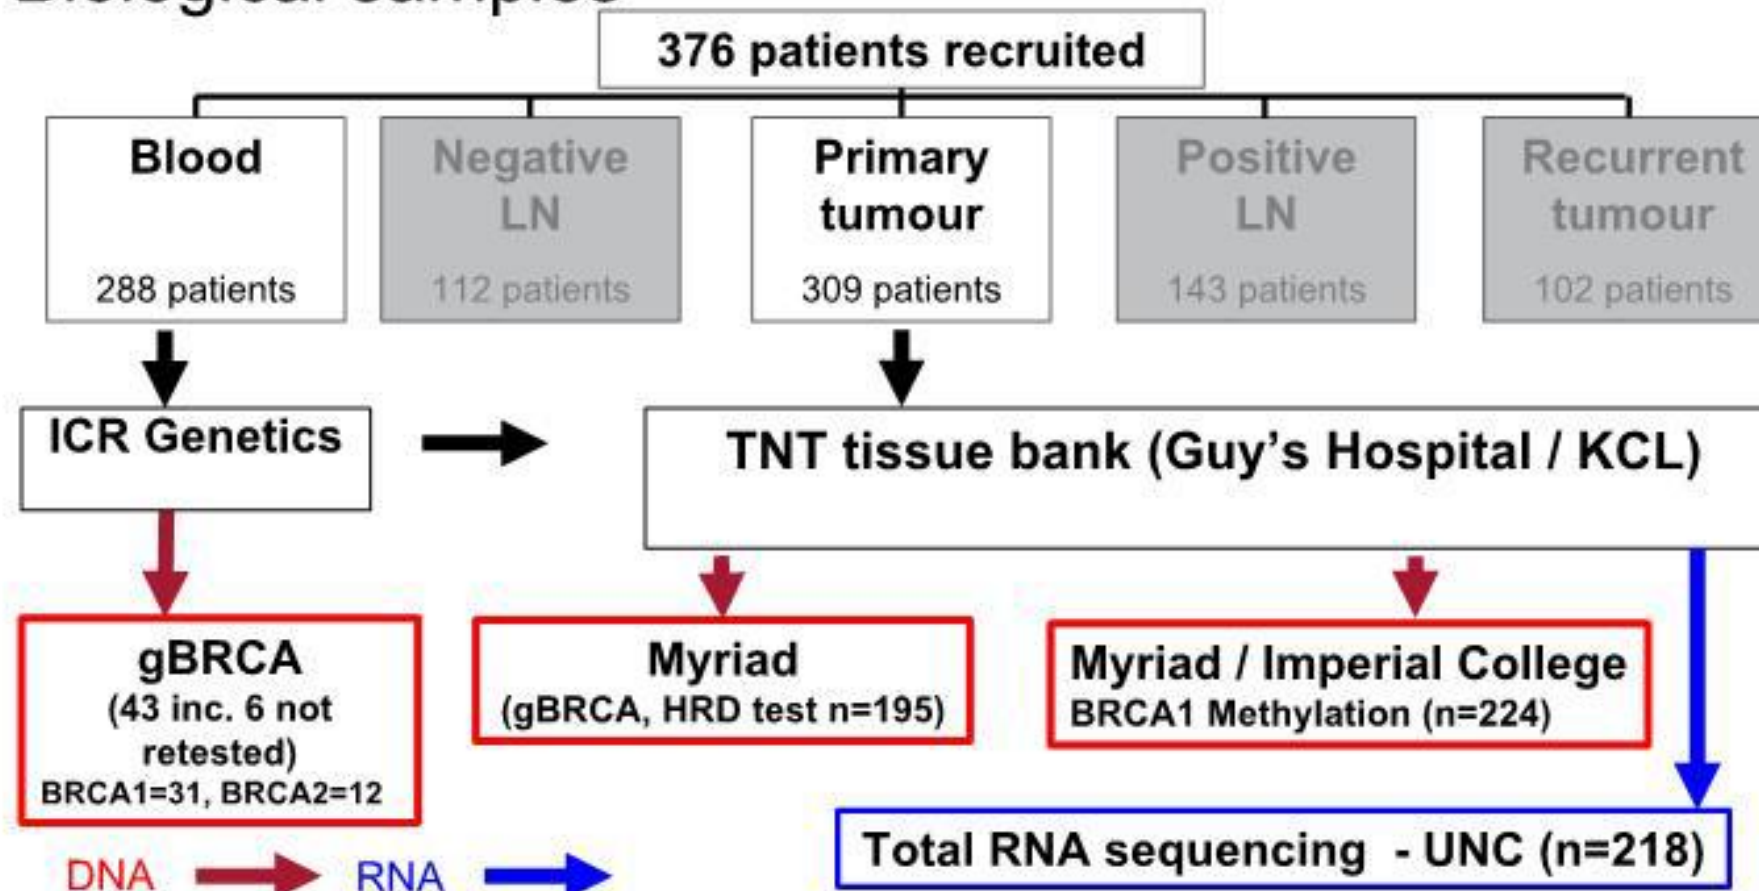 Biological samples
376 patients recruited
Blood
288 patients
Negative
LN
112 patients
Primary
tumour
309 patients
Positive
LN
143 patients
Recurrent
tumour
102 patients
ICR Genetics
TNT tissue bank (Guy's Hospital / KCL)
gBRCA
(43 inc. 6 not
retested)
BRCA1=31, BRCA2=12
Myriad
(gBRCA, HRD test n=195)
Myriad / Imperial College
BRCA1 Methylation (n=224)
Total RNA sequencing - UNC (n=218)
DNA
RNA